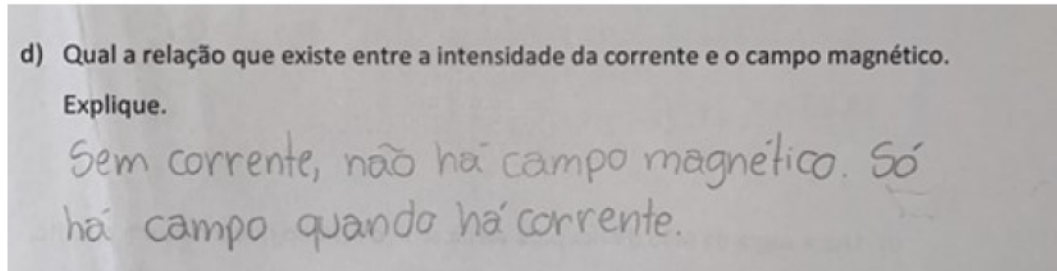 d) Qual a relação que existe entre a intensidade da corrente e o campo magnético.
Explique.
Sem corrente, não há campo magnético. Só
há campo quando há corrente.